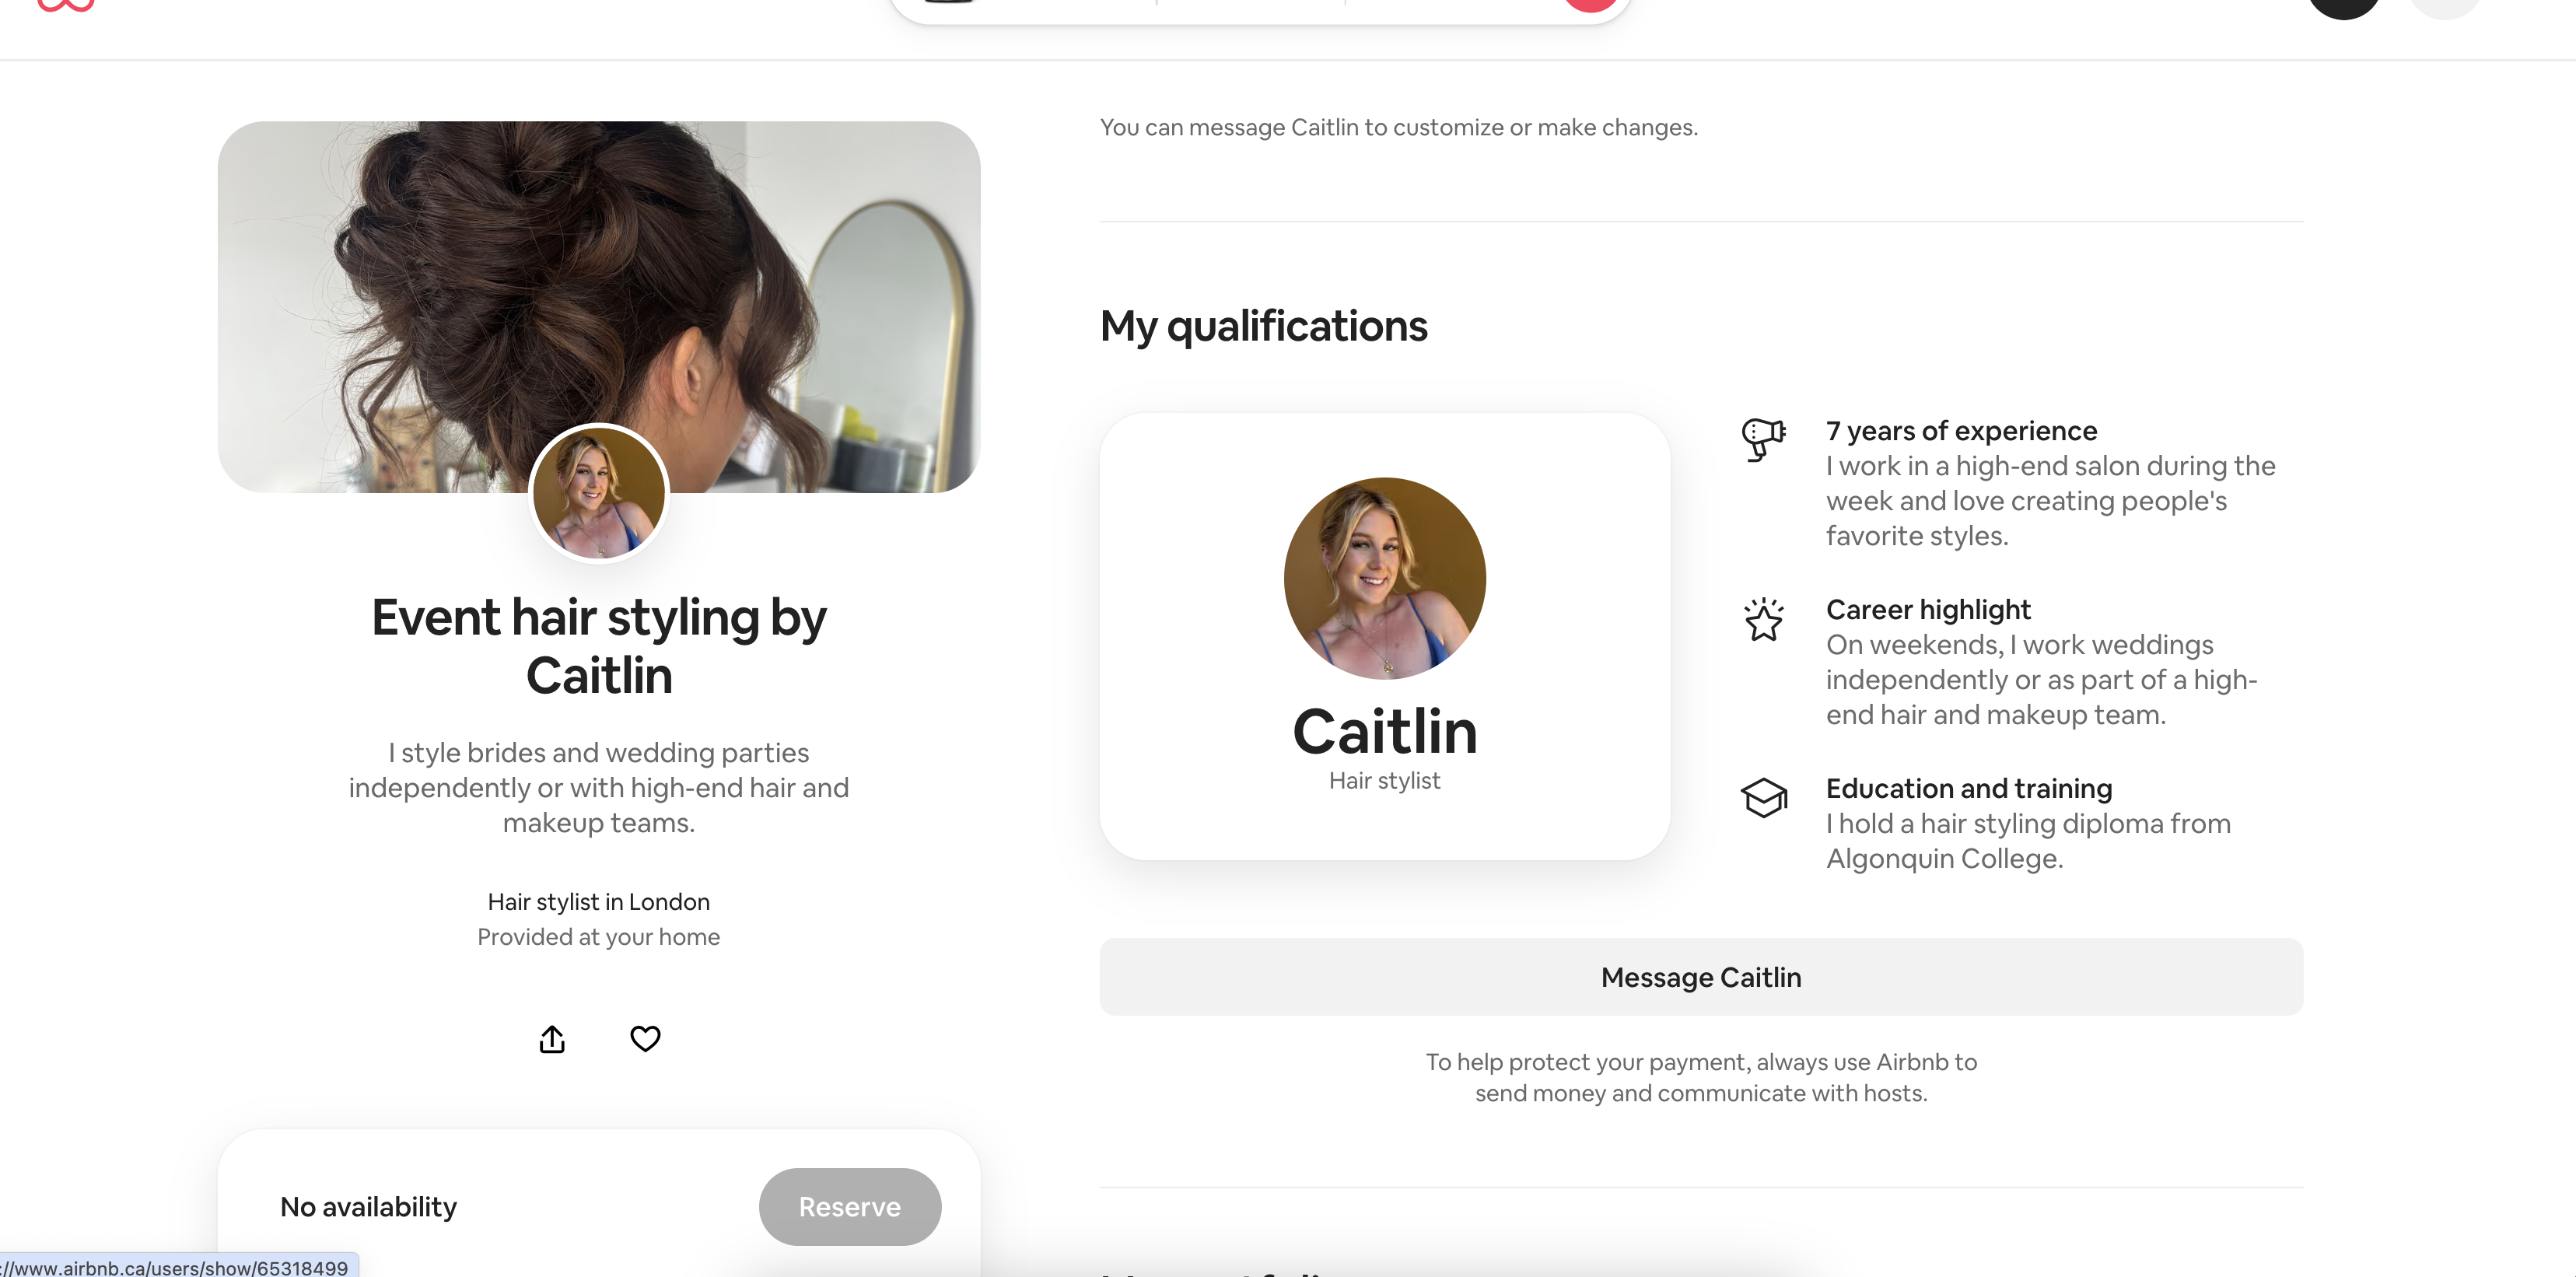 You can message Caitlin to customize or make changes.
Event hair styling by
Caitlin
I style brides and wedding parties
independently or with high-end hair and
makeup teams.
Hair stylist in London
Provided at your home
No availability
Reserve
My qualifications
Caitlin
Hair stylist
7 years of experience
I work in a high-end salon during the
week and love creating people's
favorite styles.
Career highlight
On weekends, I work weddings
independently or as part of a high-
end hair and makeup team.
Education and training
I hold a hair styling diploma from
Algonquin College.
Message Caitlin
To help protect your payment, always use Airbnb to
send money and communicate with hosts.
://www.airbnb.ca/users/show/65318499